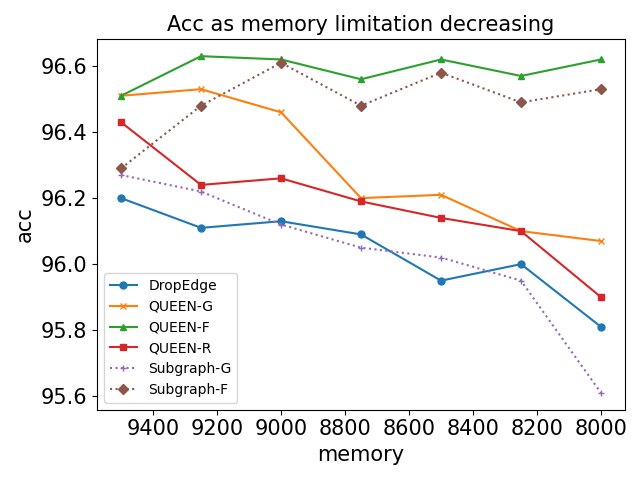 Acc as memory limitation decreasing
acc
96.6
96.4
96.2
96.0
95.8
95.6
DropEdge
QUEEN-G
QUEEN-F
QUEEN-R
Subgraph-G
Subgraph-F
9400 9200 9000 8800 8600 8400 8200 8000
memory